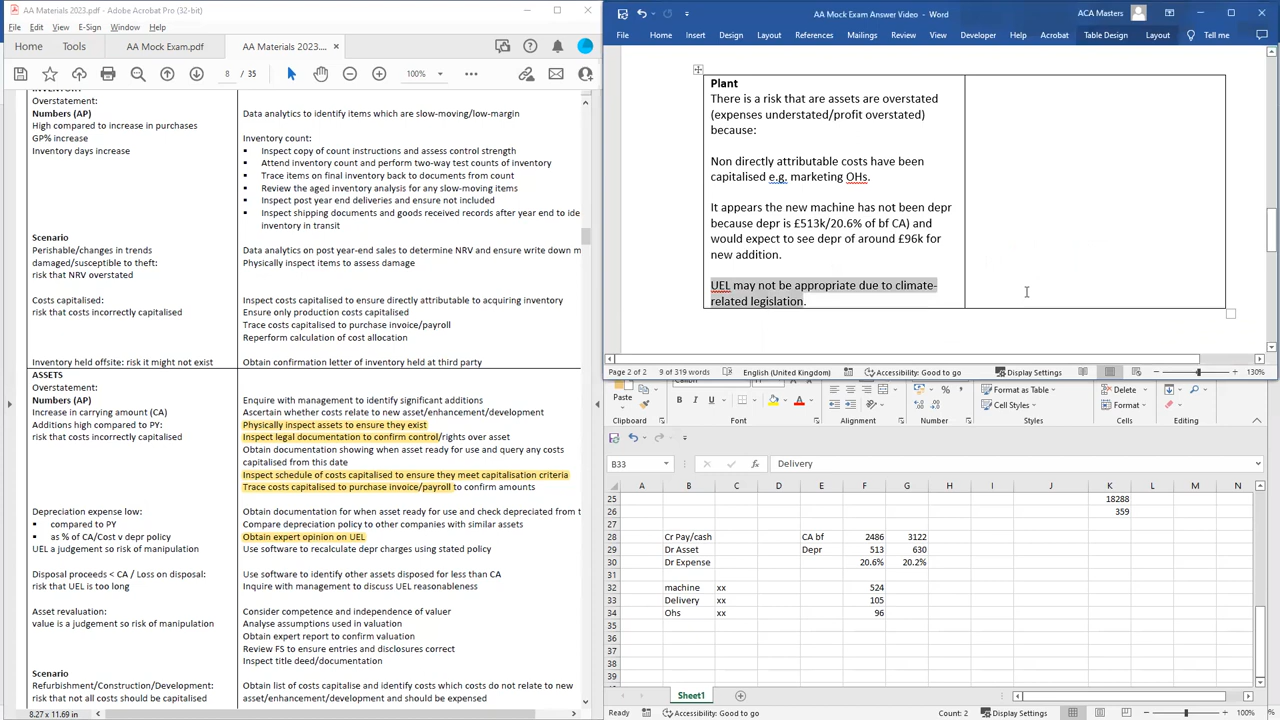 AA Materials 2023.pdf - Adobe Acrobat Pro (32-bit)
File Edit View E-Sign Window Help
Home Tools AA Mock Exam.pdf AA Materials 2023....
8 / 35 100%
Overstatement:
Numbers (AP) Data analytics to identify items which are slow-moving/low-margin
High compared to increase in purchases
GP% increase Inventory count:
Inventory days increase Inspect copy of count instructions and assess control strength
Attend inventory count and perform two-way test counts of inventory
Trace items on final inventory back to documents from count
Review the aged inventory analysis for any slow-moving items
Inspect post year end deliveries and ensure not included
Inspect shipping documents and goods received records after year end to ide
inventory in transit
Scenario
Perishable/changes in trends Data analytics on post year-end sales to determine NRV and ensure write down m
damaged/susceptible to theft: Physically inspect items to assess damage
risk that NRV overstated
Costs capitalised: Inspect costs capitalised to ensure directly attributable to acquiring inventory
risk that costs incorrectly capitalised Ensure only production costs capitalised
Trace costs capitalised to purchase invoice/payroll
Reperform calculation of cost allocation
Inventory held offsite: risk it might not exist Obtain confirmation letter of inventory held at third party
ASSETS
Overstatement:
Numbers (AP) Enquire with management to identify significant additions
Increase in carrying amount (CA) Ascertain whether costs relate to new asset/enhancement/development
Additions high compared to PY: Physically inspect assets to ensure they exist
risk that costs incorrectly capitalised Inspect legal documentation to confirm control/rights over asset
Obtain documentation showing when asset ready for use and query any costs
capitalised from this date
Inspect schedule of costs capitalised to ensure they meet capitalisation criteria
Trace costs capitalised to purchase invoice/payroll to confirm amounts
Depreciation expense low: Obtain documentation for when asset ready for use and check depreciated from t
compared to PY Compare depreciation policy to other companies with similar assets
as % of CA/Cost v depr policy Obtain expert opinion on UEL
UEL a judgement so risk of manipulation Use software to recalculate depr charges using stated policy
Disposal proceeds < CA / Loss on disposal: Use software to identify other assets disposed for less than CA
risk that UEL is too long Inquire with management to discuss UEL reasonableness
Asset revaluation: Consider competence and independence of valuer
value is a judgement so risk of manipulation Analyse assumptions used in valuation
Obtain expert report to confirm valuation
Review FS to ensure entries and disclosures correct
Inspect title deed/documentation
Scenario
Refurbishment/Construction/Development: Obtain list of costs capitalise and identify costs which costs do not relate to new
risk that not all costs should be capitalised asset/enhancement/development and should be expensed
8.27 x 11.69 in
AA Mock Exam Answer Video - Word ACA Masters
File Home Insert Design Layout References Mailings Review View Developer Help Acrobat Table Design Layout Tell me
Plant
There is a risk that are assets are overstated
(expenses understated/profit overstated)
because:
Non directly attributable costs have been
capitalised e.g. marketing OHs.
It appears the new machine has not been depr
because depr is £513k/20.6% of bf CA) and
would expect to see depr of around £96k for
new addition.
UEL may not be appropriate due to climate-
related legislation.
Page 2 of 2 9 of 319 words English (United Kingdom) Accessibility: Good to go Display Settings 130%
Paste Calibri Format as Table Delete
Cell Styles Format
Clipboard Font Alignment Number Styles Cells Editing
B33 fx Delivery
A B C D E F G H I J K L M N
25 18288
26 359
27
28 Cr Pay/cash CA bf 2486 3122
29 Dr Asset Depr 513 630
30 Dr Expense 20.6% 20.2%
31
32 machine xx 524
33 Delivery xx 105
34 Ohs xx 96
35
36
37
38
39
Sheet1
Ready Accessibility: Good to go Count: 2 Display Settings 100%